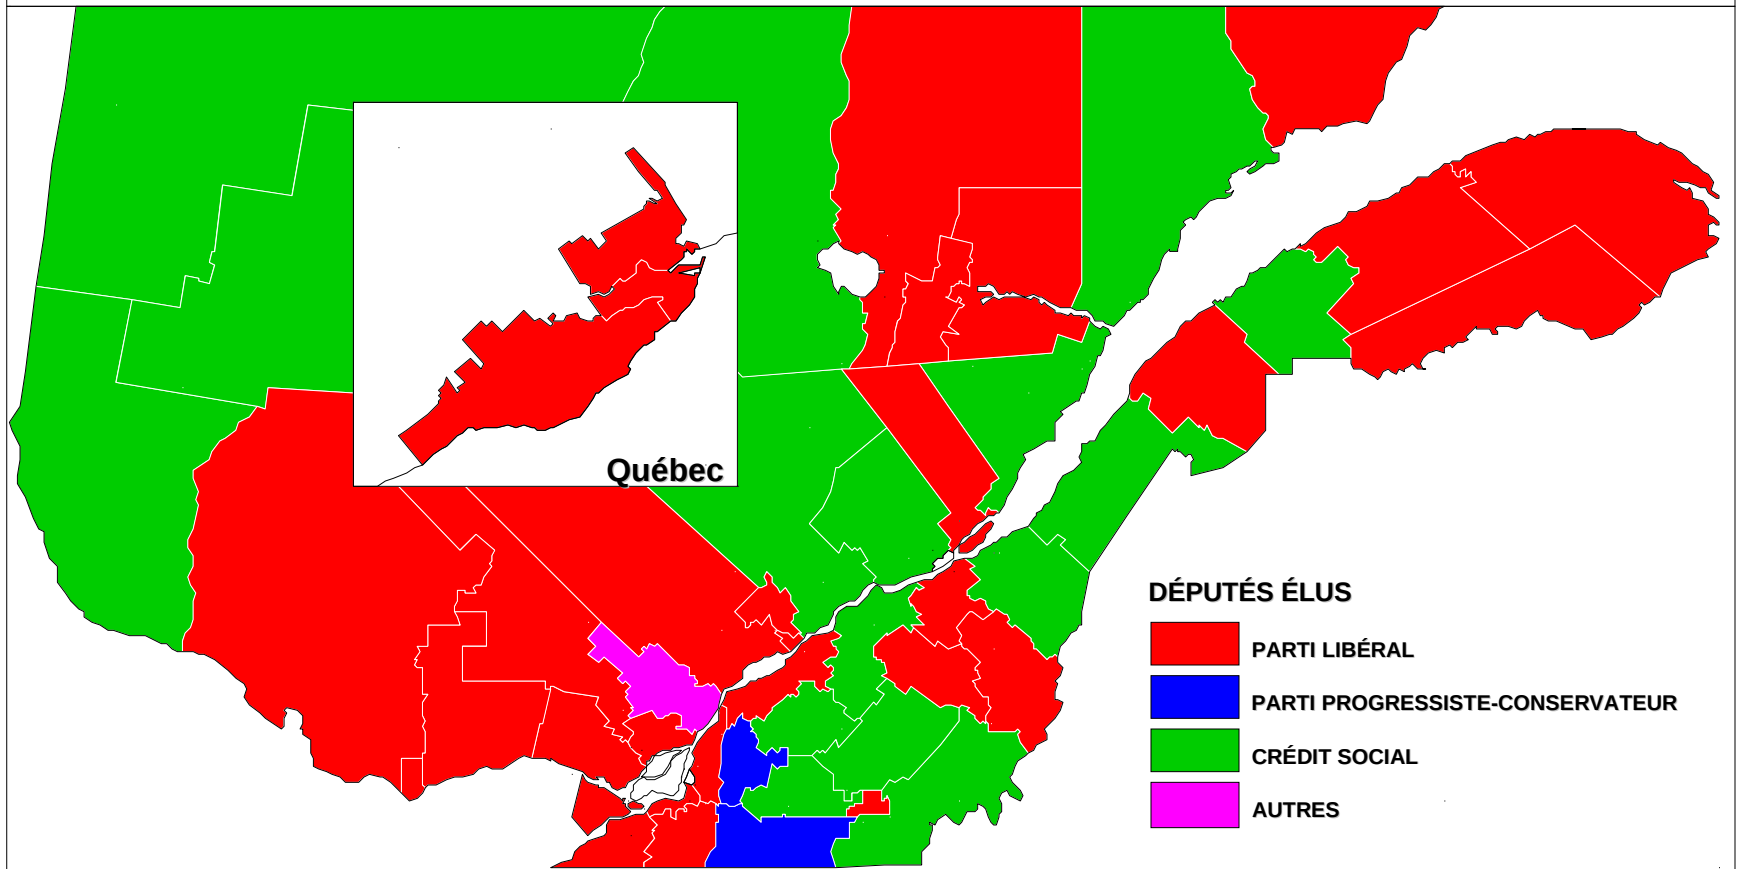 Québec
DÉPUTÉS ÉLUS
PARTI LIBÉRAL
PARTI PROGRESSISTE-CONSERVATEUR
CRÉDIT SOCIAL
AUTRES